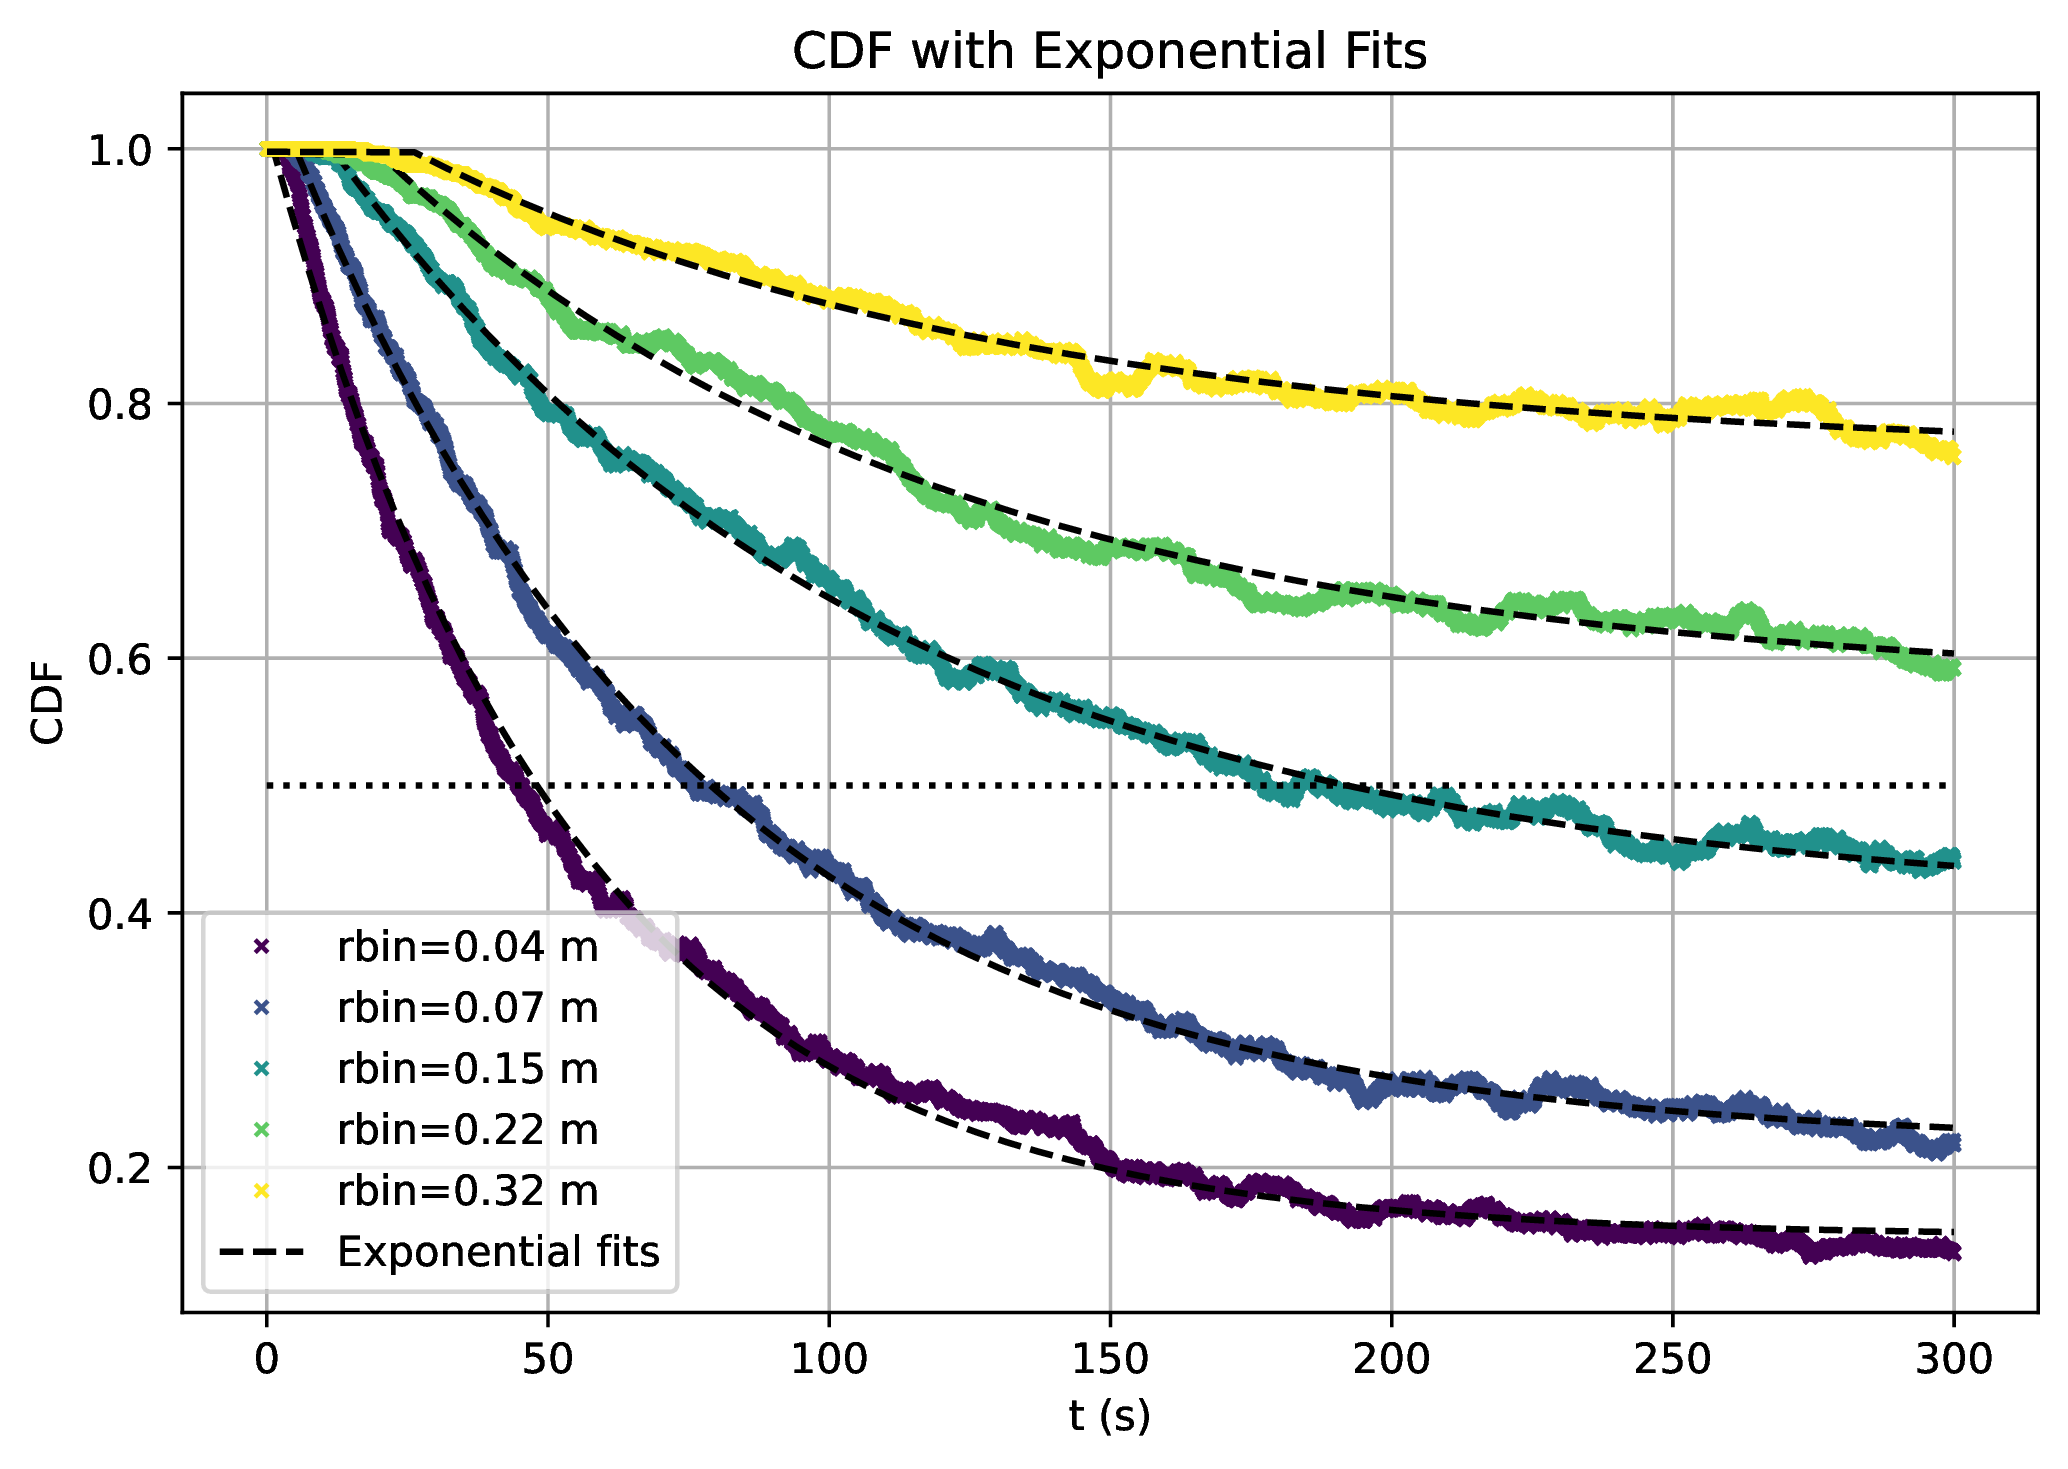 CDF with Exponential Fits
CDF
1.0
0.8
0.6
0.4
0.2
rbin=0.04 m
rbin=0.07 m
rbin=0.15 m
rbin=0.22 m
rbin=0.32 m
Exponential fits
0 50 100 150 200 250 300
t (s)